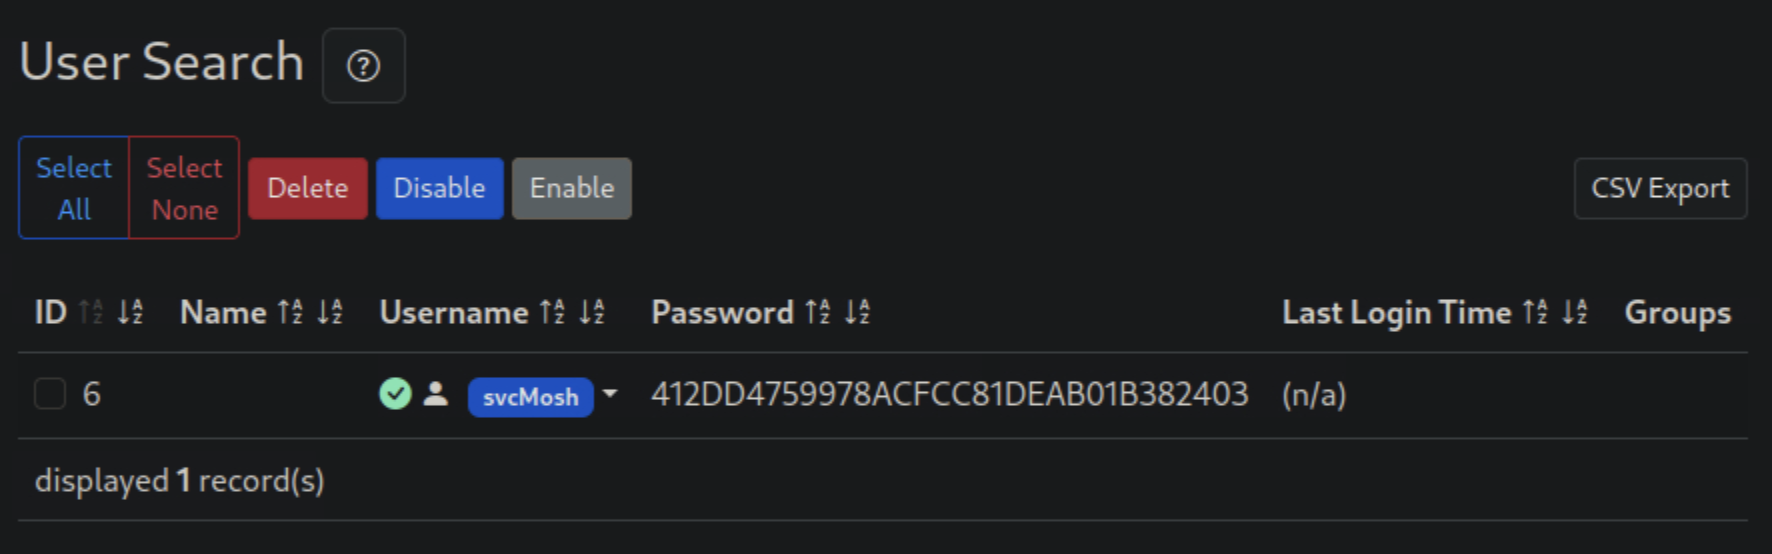 User Search
Select All
Select None
Delete
Disable
Enable
CSV Export
ID Name Username Password Last Login Time Groups
6 svcMosh 412DD4759978ACFCC81DEAB01B382403 (n/a)
displayed 1 record(s)